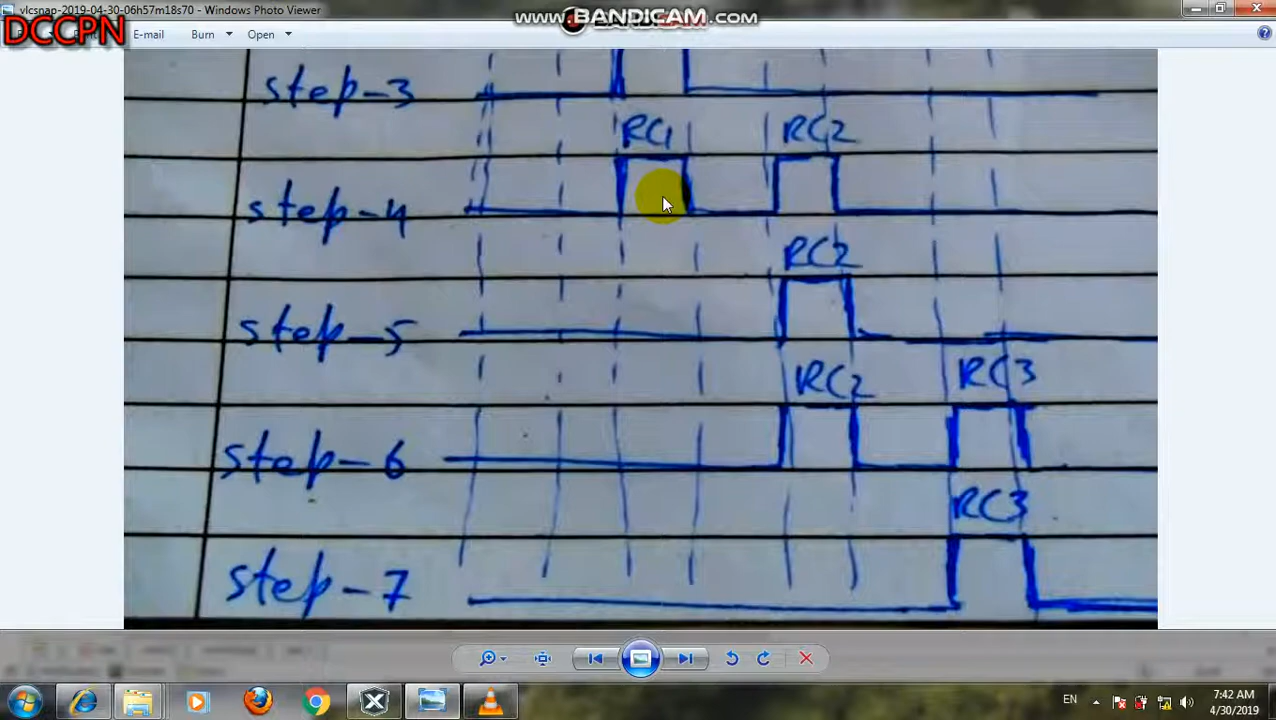 vlcsnap-2019-04-30-06h57m18s70 - Windows Photo Viewer
www.BANDICAM.com
DCCPN
E-mail Burn Open
step-3
RC1 RC2
step-4
RC2
step-5
RC2 RC3
step-6
RC3
step-7
EN
7:42 AM
4/30/2019